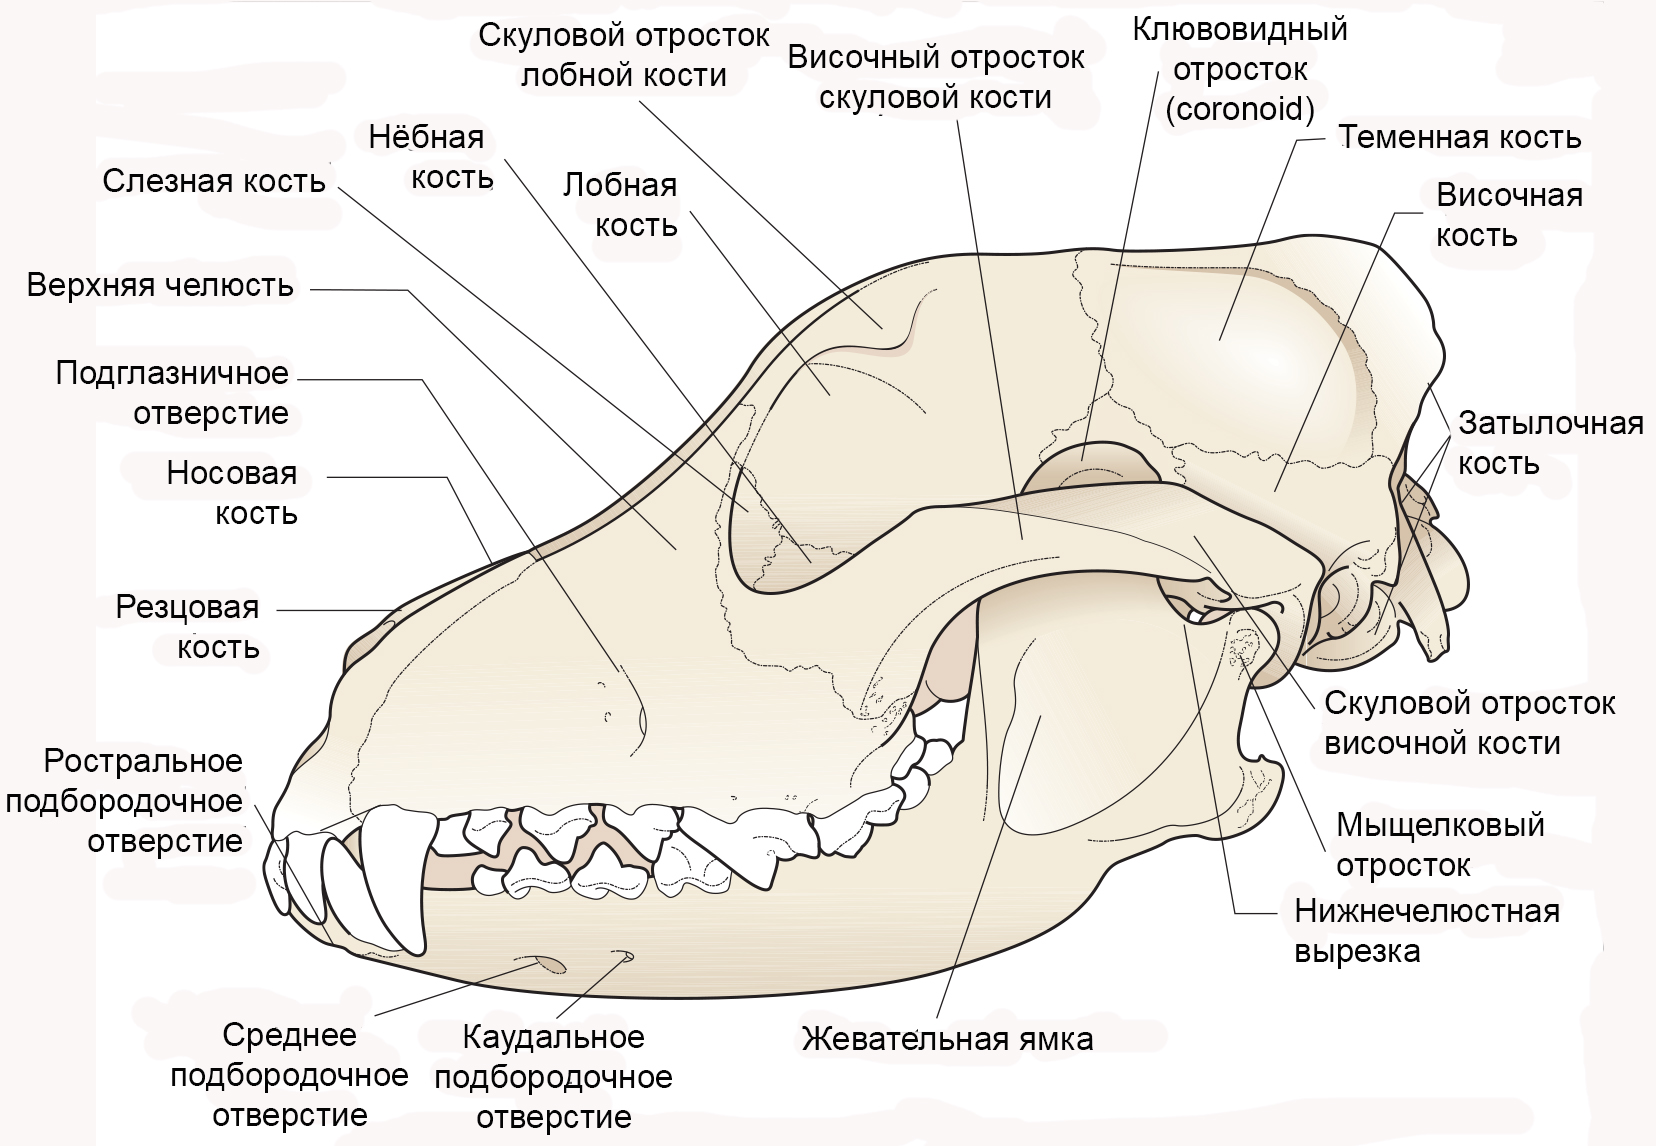 Скуловой отросток
лобной кости
Височный отросток
скуловой кости
Клювовидный
отросток
(coronoid)
Теменная кость
Височная
кость
Нёбная
кость
Слезная кость
Лобная
кость
Верхняя челюсть
Подглазничное
отверстие
Носовая
кость
Резцовая
кость
Ростральное
подбородочное
отверстие
Затылочная
кость
Скуловой отросток
височной кости
Мыщелковый
отросток
Нижнечелюстная
вырезка
Среднее
подбородочное
отверстие
Каудальное
подбородочное
отверстие
Жевательная ямка